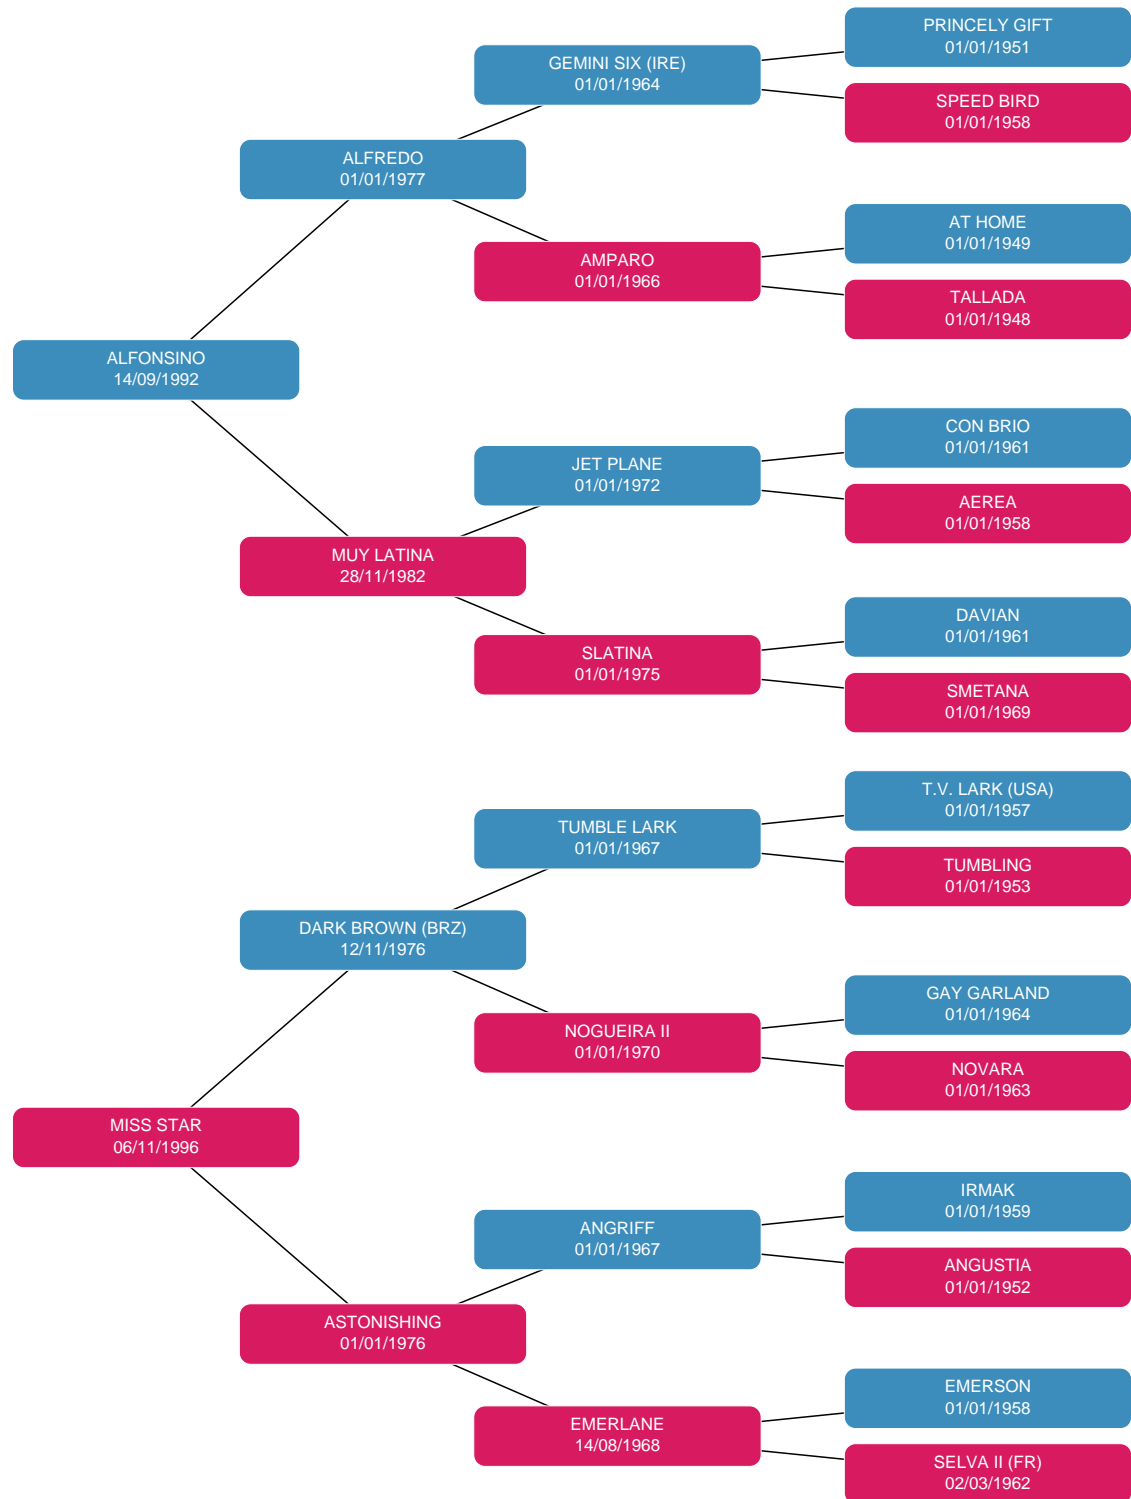 PRINCELY GIFT
01/01/1951
GEMINI SIX (IRE)
01/01/1964
SPEED BIRD
01/01/1958
ALFREDO
01/01/1977
AT HOME
01/01/1949
AMPARO
01/01/1966
TALLADA
01/01/1948
ALFONSINO
14/09/1992
CON BRIO
01/01/1961
JET PLANE
01/01/1972
AEREA
01/01/1958
MUY LATINA
28/11/1982
DAVIAN
01/01/1961
SLATINA
01/01/1975
SMETANA
01/01/1969
T.V. LARK (USA)
01/01/1957
TUMBLE LARK
01/01/1967
TUMBLING
01/01/1953
DARK BROWN (BRZ)
12/11/1976
GAY GARLAND
01/01/1964
NOGUEIRA II
01/01/1970
NOVARA
01/01/1963
MISS STAR
06/11/1996
IRMAK
01/01/1959
ANGRIFF
01/01/1967
ANGUSTIA
01/01/1952
ASTONISHING
01/01/1976
EMERSON
01/01/1958
EMERLANE
14/08/1968
SELVA II (FR)
02/03/1962